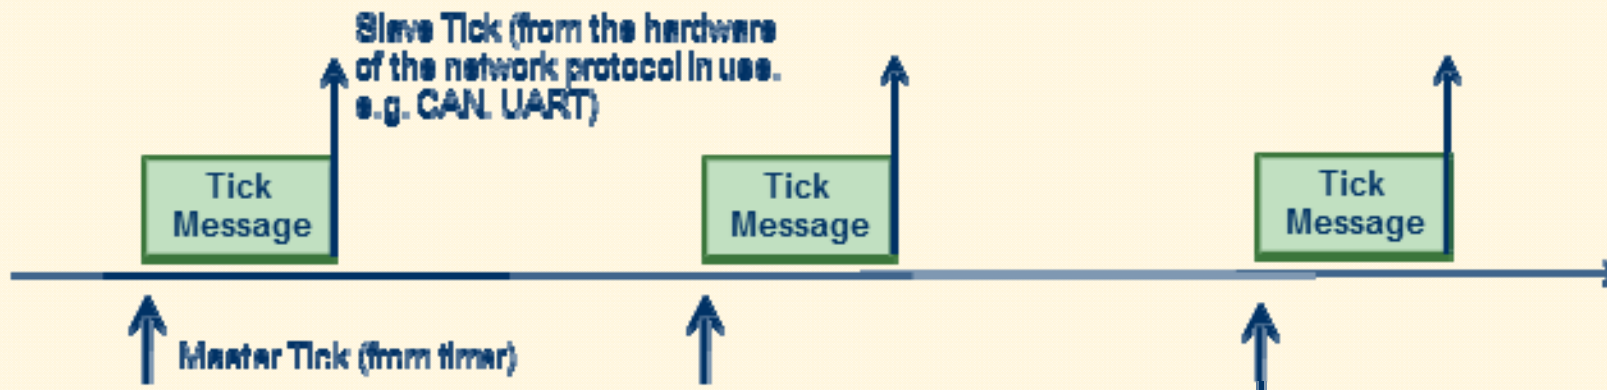 Slave Tick (from the hardware
of the network protocol in use.
e.g. CAN. UART)
Tick
Message
Tick
Message
Tick
Message
Master Tick (from timer)